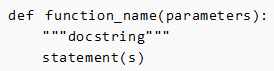 def function_name(parameters):
    """docstring"""
    statement(s)